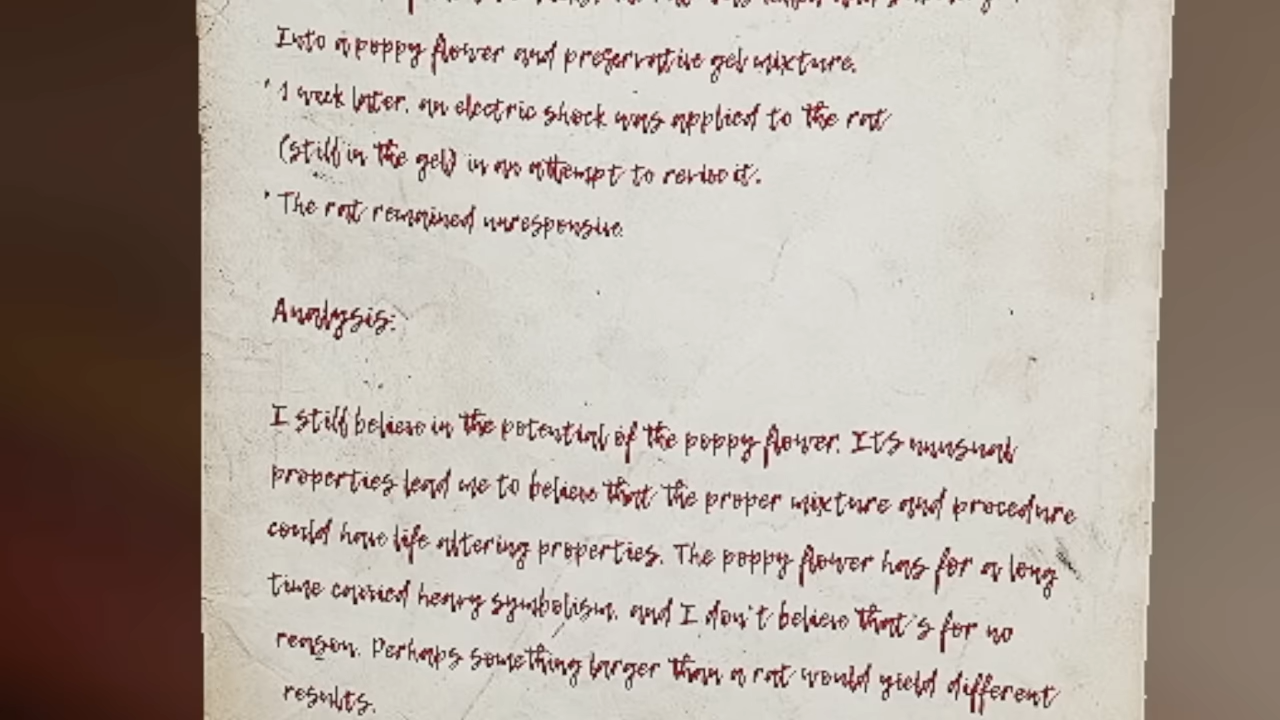 Into a poppy flower and preservative gel mixture.
' 1 week later, an electric shock was applied to the rat
(still in the gel) in an attempt to revive it.
' The rat remained unresponsive.
Analysis:
I still believe in the potential of the poppy flower. Its unusual
properties lead me to believe that the proper mixture and procedure
could have life altering properties. The poppy flower has for a long
time carried heavy symbolism, and I don't believe that's for no
reason. Perhaps something larger than a rat would yield different
results.